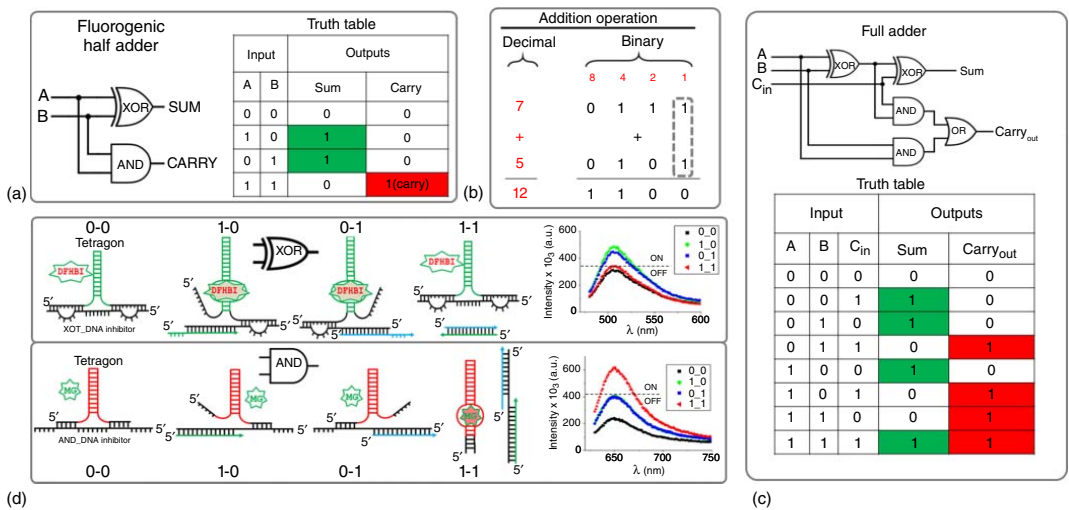 Fluorogenic
half adder
A
B
XOR
SUM
AND
CARRY
Truth table
Input Outputs
A B Sum Carry
0 0 0 0
1 0 1 0
0 1 1 0
1 1 0 1(carry)
(a)
Addition operation
Decimal Binary
8 4 2 1
7 0 1 1 1
+ +
5 0 1 0 1
12 1 1 0 0
(b)
Full adder
A
B
Cin
XOR
XOR
Sum
AND
AND
OR
Carryout
Truth table
Input Outputs
A B Cin Sum Carryout
0 0 0 0 0
0 0 1 1 0
0 1 0 1 0
0 1 1 0 1
1 0 0 1 0
1 0 1 0 1
1 1 0 0 1
1 1 1 1 1
(c)
0-0 1-0 0-1 1-1
Tetragon
XOR
DFHBI
DFHBI
DFHBI
DFHBI
5′ 5′ 5′ 5′ 5′ 5′ 5′ 5′
XOT_DNA inhibitor
5′ 5′ 5′
Intensity x 103 (a.u.)
600
400
200
0
ON
OFF
0_0
1_0
0_1
1_1
500 550 600
λ (nm)
Tetragon
AND
MG
MG
MG
MG
5′ 5′ 5′ 5′ 5′ 5′
AND_DNA inhibitor
5′ 5′ 5′ 5′
Intensity x 103 (a.u.)
600
400
200
0
ON
OFF
0_0
1_0
0_1
1_1
650 700 750
λ (nm)
0-0 1-0 0-1 1-1
(d)